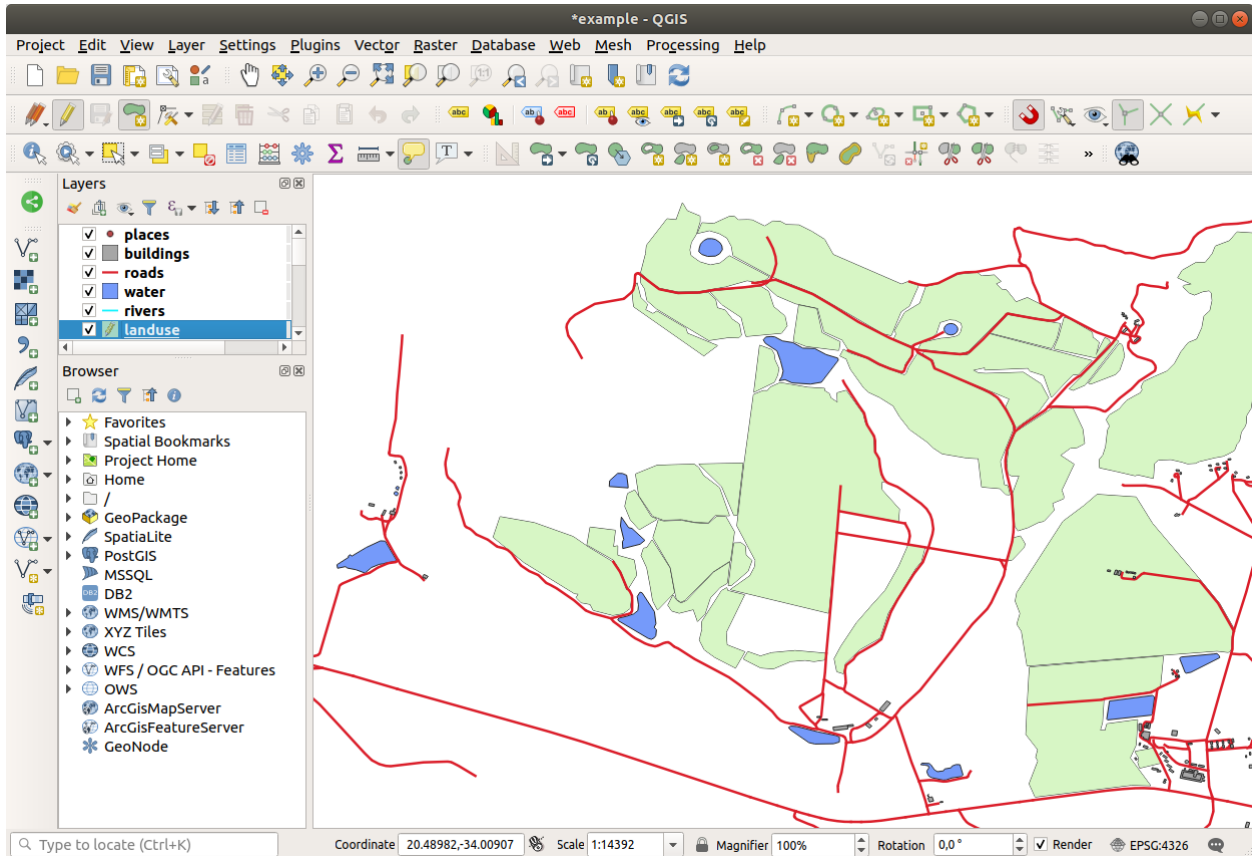 *example - QGIS
Project Edit View Layer Settings Plugins Vector Raster Database Web Mesh Processing Help
Layers
places
buildings
roads
water
rivers
landuse
Browser
Favorites
Spatial Bookmarks
Project Home
Home
/
GeoPackage
SpatiaLite
PostGIS
MSSQL
DB2
WMS/WMTS
XYZ Tiles
WCS
WFS / OGC API - Features
OWS
ArcGisMapServer
ArcGisFeatureServer
GeoNode
Type to locate (Ctrl+K) Coordinate 20.48982,-34.00907 Scale 1:14392 Magnifier 100% Rotation 0,0 ° Render EPSG:4326